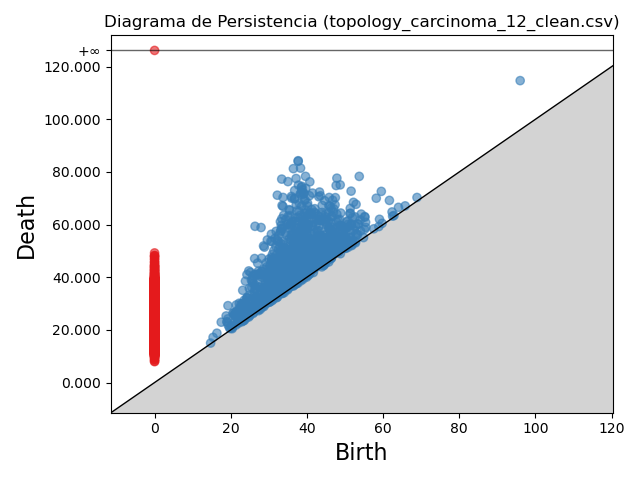 Diagrama de Persistencia (topology_carcinoma_12_clean.csv)
+∞
120.000
100.000
80.000
60.000
40.000
20.000
0.000
Death
0 20 40 60 80 100 120
Birth